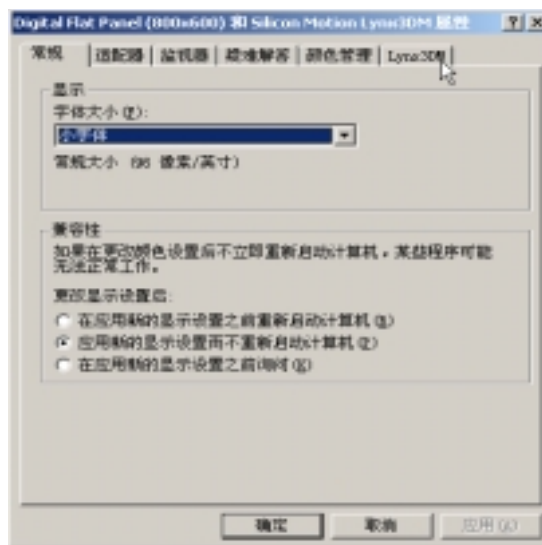 Digital Flat Panel (800x600) 和 Silicon Motion Lynx3DM 属性
常规 适配器 监视器 疑难解答 颜色管理 Lynx3DM
显示
字体大小(F):
小字体
常规大小 (96 像素/英寸)
兼容性
如果在更改颜色设置后不立即重新启动计算机，某些程序可能
无法正常工作。
更改显示设置后:
在应用新的显示设置之前重新启动计算机(R)
应用新的显示设置而不重新启动计算机(Z)
在应用新的显示设置之前询问(K)
确定 取消 应用(A)